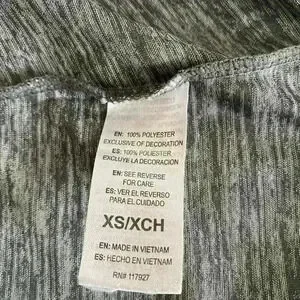 EN: 100% POLYESTER
EXCLUSIVE OF DECORATION
ES: 100% POLIESTER
EXCLUYE LA DECORACION
EN: SEE REVERSE
FOR CARE
ES: VER EL REVERSO
PARA EL CUIDADO
XS/XCH
EN: MADE IN VIETNAM
ES: HECHO EN VIETNAM
RN# 117927